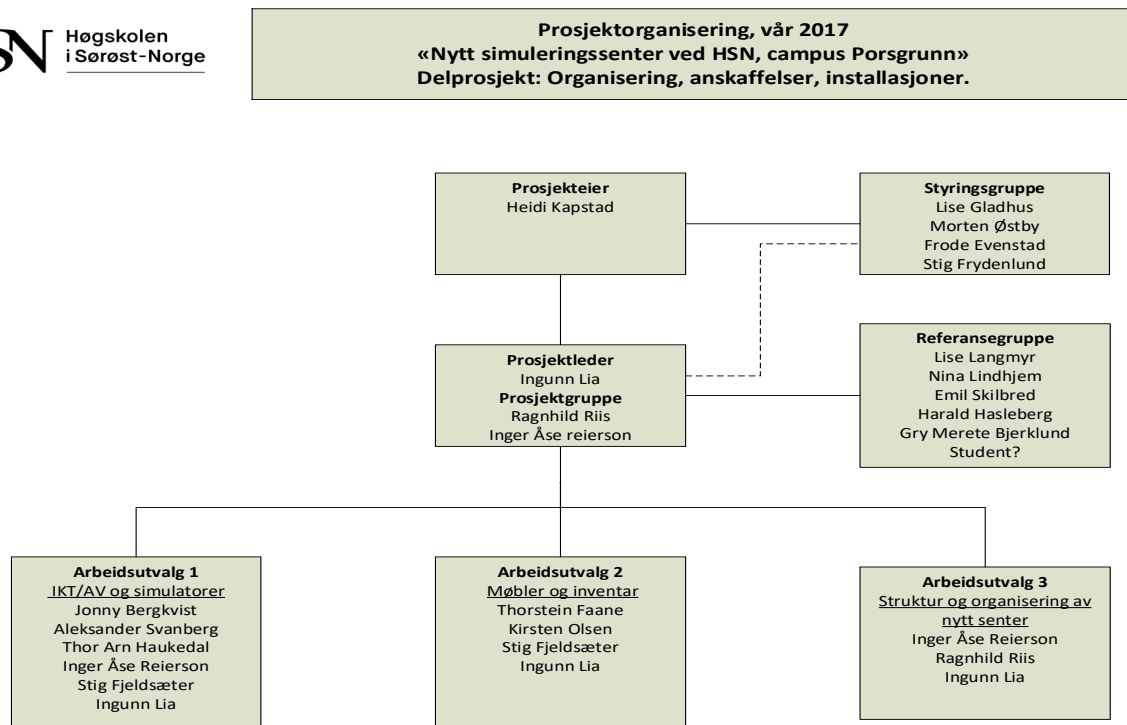 SN Høgskolen
i Sørøst-Norge
Prosjektorganisering, vår 2017
«Nytt simuleringssenter ved HSN, campus Porsgrunn»
Delprosjekt: Organisering, anskaffelser, installasjoner.
Prosjekteier
Heidi Kapstad
Styringsgruppe
Lise Gladhus
Morten Østby
Frode Evenstad
Stig Frydenlund
Prosjektleder
Ingunn Lia
Prosjektgruppe
Ragnhild Riis
Inger Åse reierson
Referansegruppe
Lise Langmyr
Nina Lindhjem
Emil Skilbred
Harald Hasleberg
Gry Merete Bjerklund
Student?
Arbeidsutvalg 1
IKT/AV og simulatorer
Jonny Bergkvist
Aleksander Svanberg
Thor Arn Haukedal
Inger Åse Reierson
Stig Fjeldsæter
Ingunn Lia
Arbeidsutvalg 2
Møbler og inventar
Thorstein Faane
Kirsten Olsen
Stig Fjeldsæter
Ingunn Lia
Arbeidsutvalg 3
Struktur og organisering av
nytt senter
Inger Åse Reierson
Ragnhild Riis
Ingunn Lia